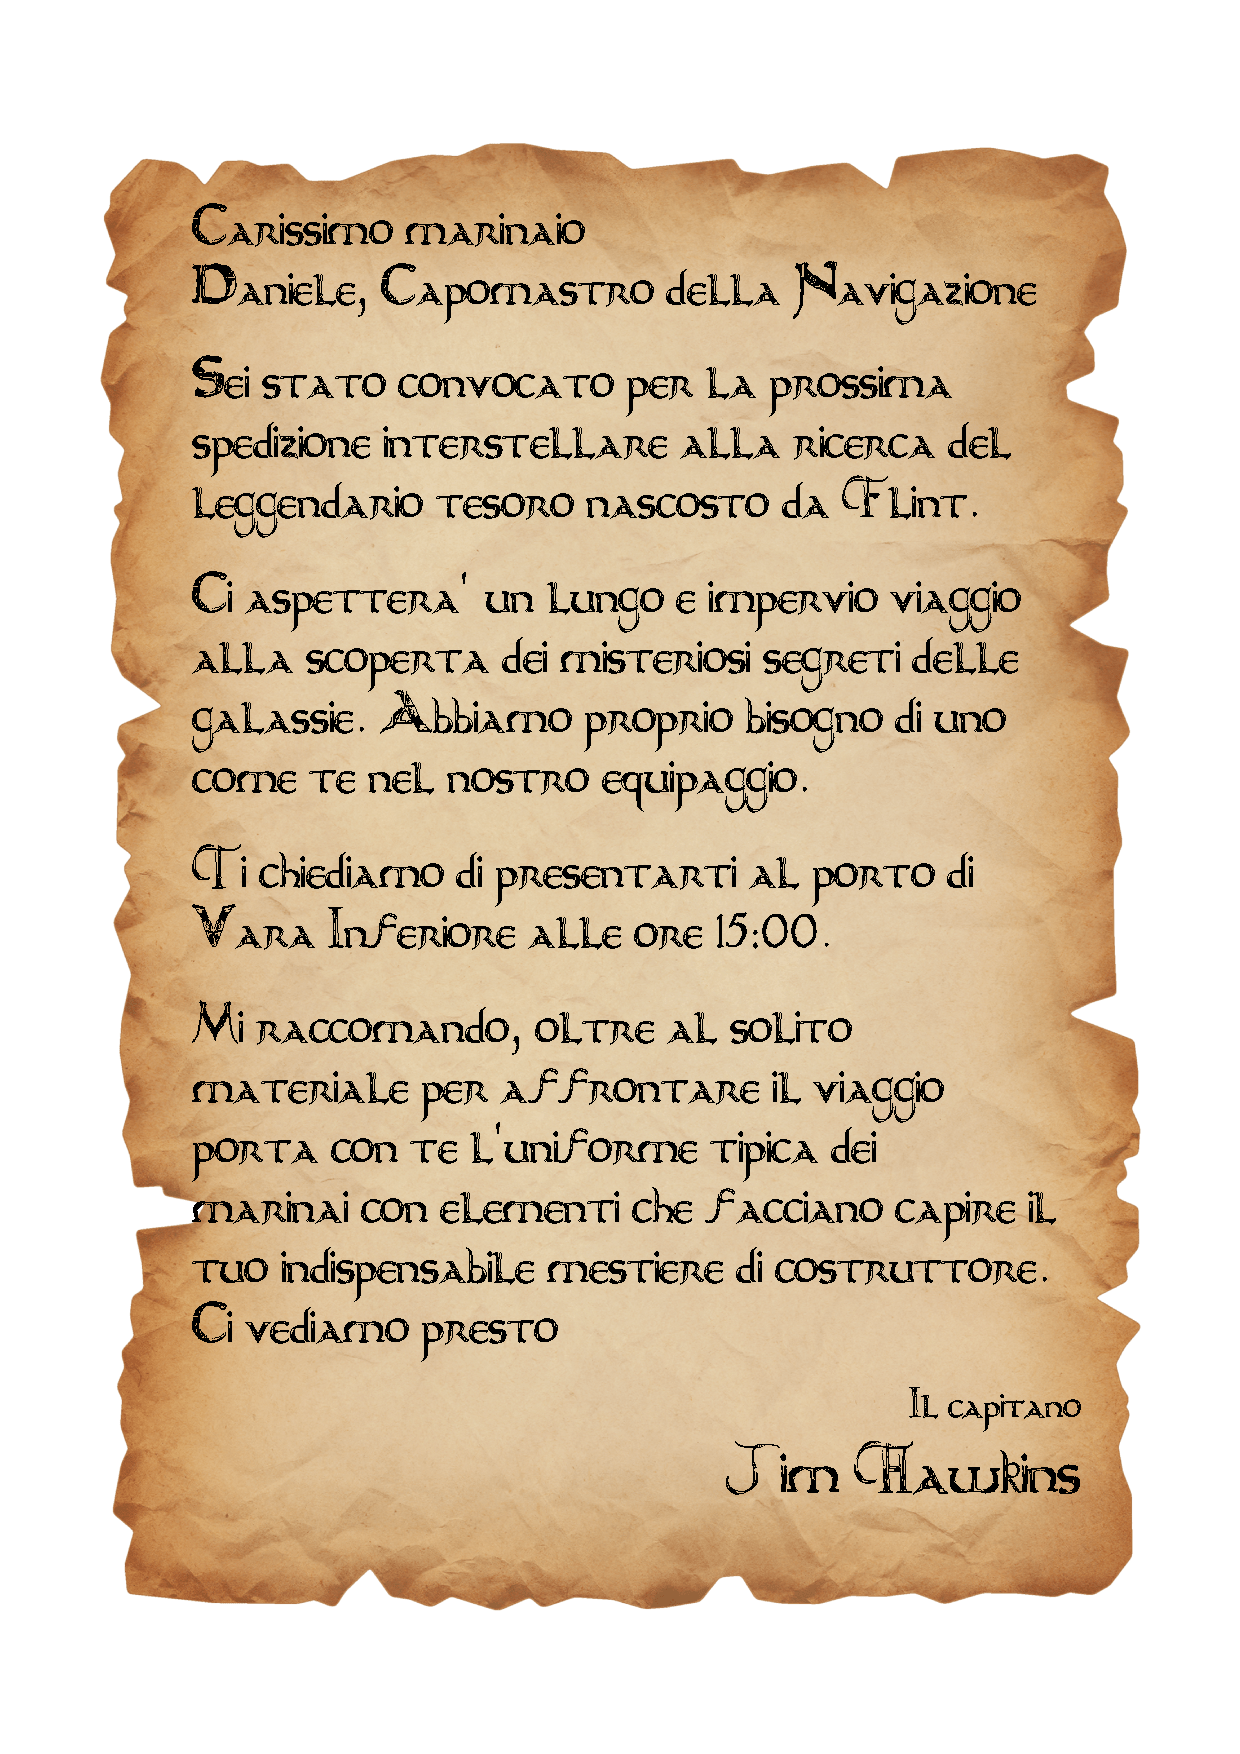 Carissimo marinaio
Daniele, Capomastro della Navigazione
Sei stato convocato per la prossima
spedizione interstellare alla ricerca del
leggendario tesoro nascosto da Flint.
Ci aspettera' un lungo e impervio viaggio
alla scoperta dei misteriosi segreti delle
galassie. Abbiamo proprio bisogno di uno
come te nel nostro equipaggio.
Ti chiediamo di presentarti al porto di
Vara Inferiore alle ore 15:00.
Mi raccomando, oltre al solito
materiale per affrontare il viaggio
porta con te l'uniforme tipica dei
marinai con elementi che facciano capire il
tuo indispensabile mestiere di costruttore.
Ci vediamo presto
Il capitano
Jim Hawkins